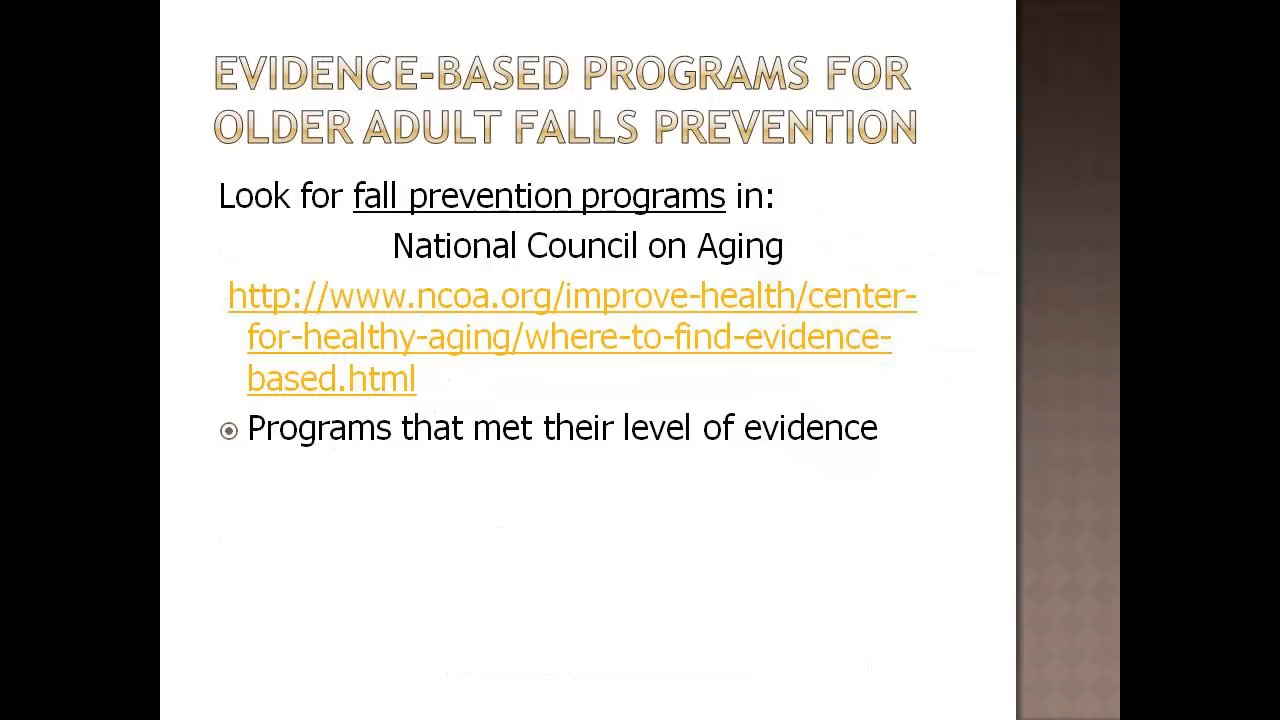 EVIDENCE-BASED PROGRAMS FOR
OLDER ADULT FALLS PREVENTION
Look for fall prevention programs in:
National Council on Aging
http://www.ncoa.org/improve-health/center-
for-healthy-aging/where-to-find-evidence-
based.html
Programs that met their level of evidence